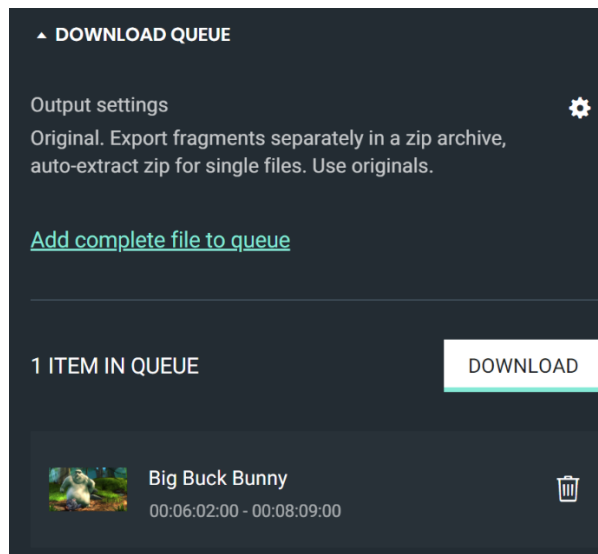 DOWNLOAD QUEUE
Output settings
Original. Export fragments separately in a zip archive,
auto-extract zip for single files. Use originals.
Add complete file to queue
1 ITEM IN QUEUE
DOWNLOAD
Big Buck Bunny
00:06:02:00 - 00:08:09:00